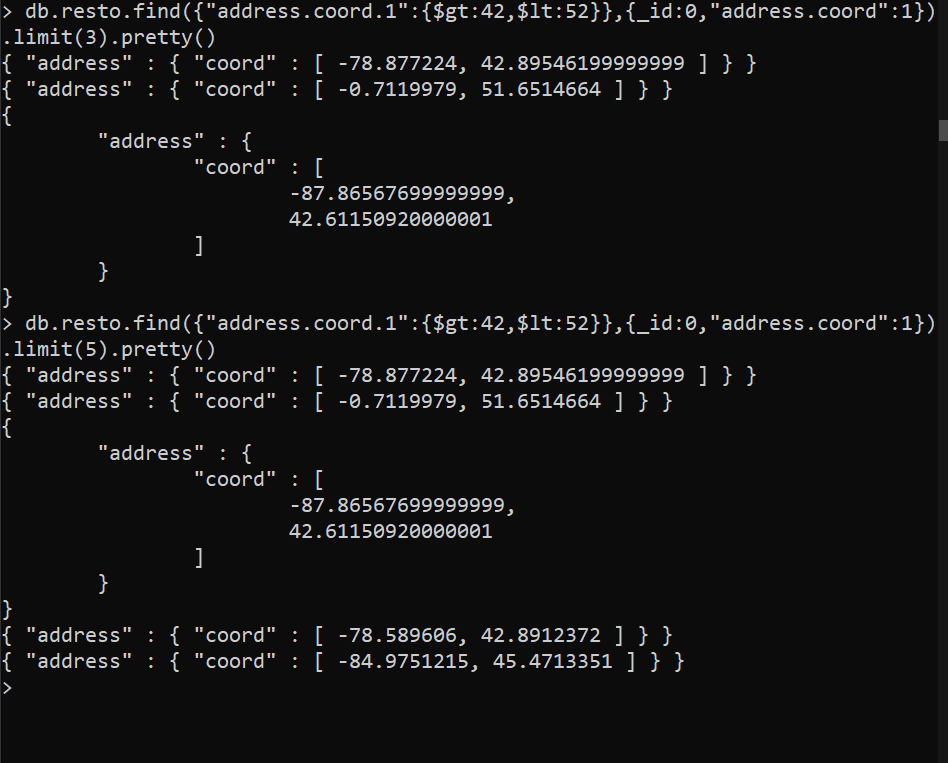 > db.resto.find({"address.coord.1":{$gt:42,$lt:52}},{_id:0,"address.coord":1})
.limit(3).pretty()
{ "address" : { "coord" : [ -78.877224, 42.89546199999999 ] } }
{ "address" : { "coord" : [ -0.7119979, 51.6514664 ] } }
{
        "address" : {
                "coord" : [
                        -87.86567699999999,
                        42.61150920000001
                ]
        }
}
> db.resto.find({"address.coord.1":{$gt:42,$lt:52}},{_id:0,"address.coord":1})
.limit(5).pretty()
{ "address" : { "coord" : [ -78.877224, 42.89546199999999 ] } }
{ "address" : { "coord" : [ -0.7119979, 51.6514664 ] } }
{
        "address" : {
                "coord" : [
                        -87.86567699999999,
                        42.61150920000001
                ]
        }
}
{ "address" : { "coord" : [ -78.589606, 42.8912372 ] } }
{ "address" : { "coord" : [ -84.9751215, 45.4713351 ] } }
>